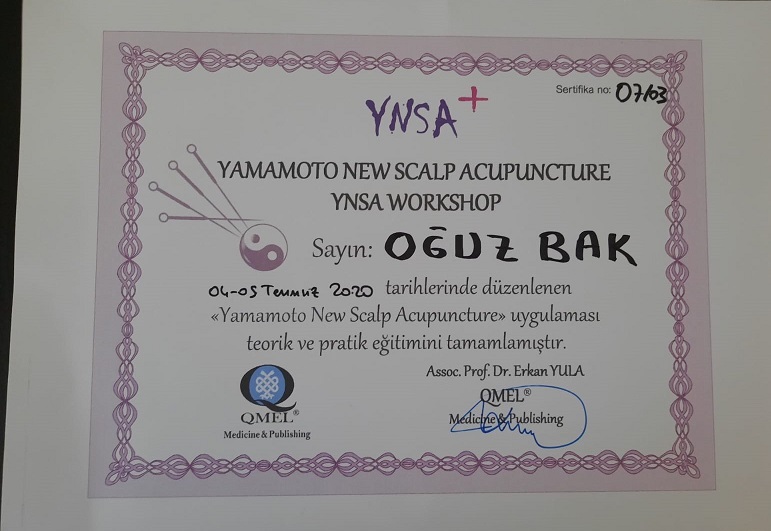 Sertifika no: 07/03
YNSA+
YAMAMOTO NEW SCALP ACUPUNCTURE
YNSA WORKSHOP
Sayın: OĞUZ BAK
04-05 Temmuz 2020 tarihlerinde düzenlenen
«Yamamoto New Scalp Acupuncture» uygulaması
teorik ve pratik eğitimini tamamlamıştır.
Assoc. Prof. Dr. Erkan YULA
QMEL®
Medicine & Publishing
QMEL®
Medicine & Publishing